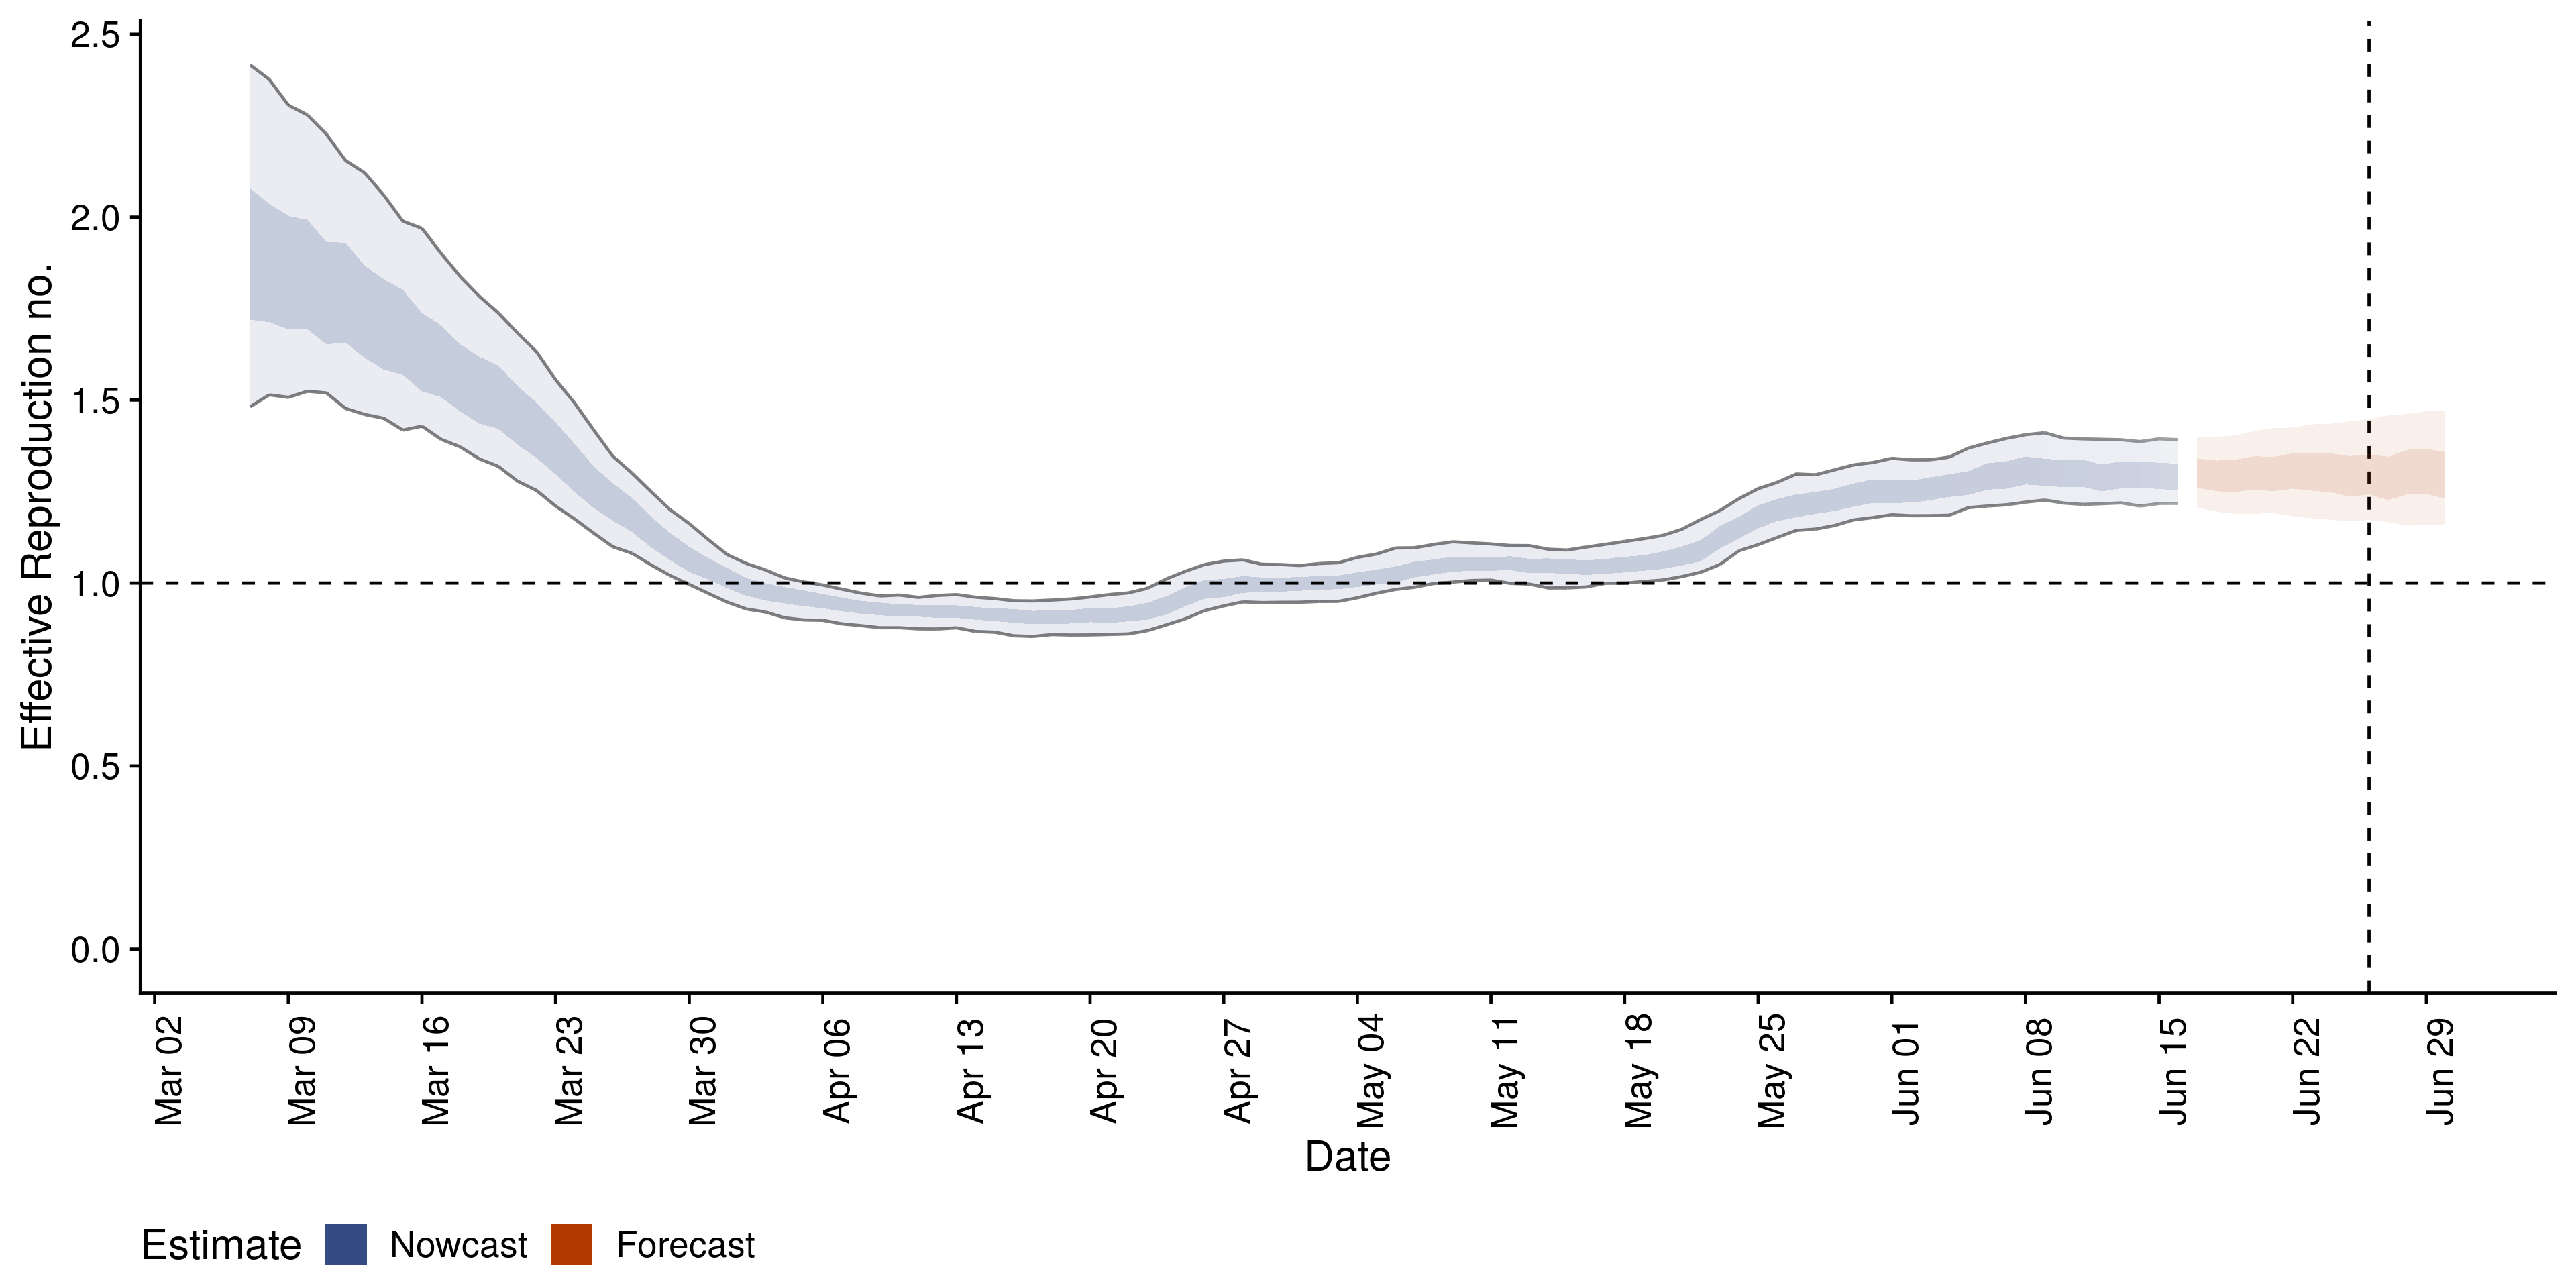 Effective Reproduction no.
2.5
2.0
1.5
1.0
0.5
0.0
Mar 02
Mar 09
Mar 16
Mar 23
Mar 30
Apr 06
Apr 13
Apr 20
Apr 27
May 04
May 11
May 18
May 25
Jun 01
Jun 08
Jun 15
Jun 22
Jun 29
Date
Estimate Nowcast Forecast